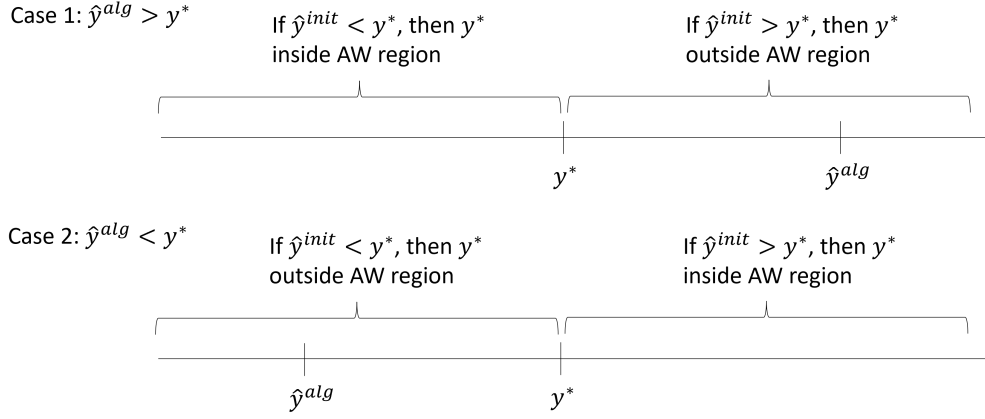 Case 1: ŷ^{alg} > y*
If ŷ^{init} < y*, then y*
inside AW region
If ŷ^{init} > y*, then y*
outside AW region
y*
ŷ^{alg}
Case 2: ŷ^{alg} < y*
If ŷ^{init} < y*, then y*
outside AW region
If ŷ^{init} > y*, then y*
inside AW region
ŷ^{alg}
y*